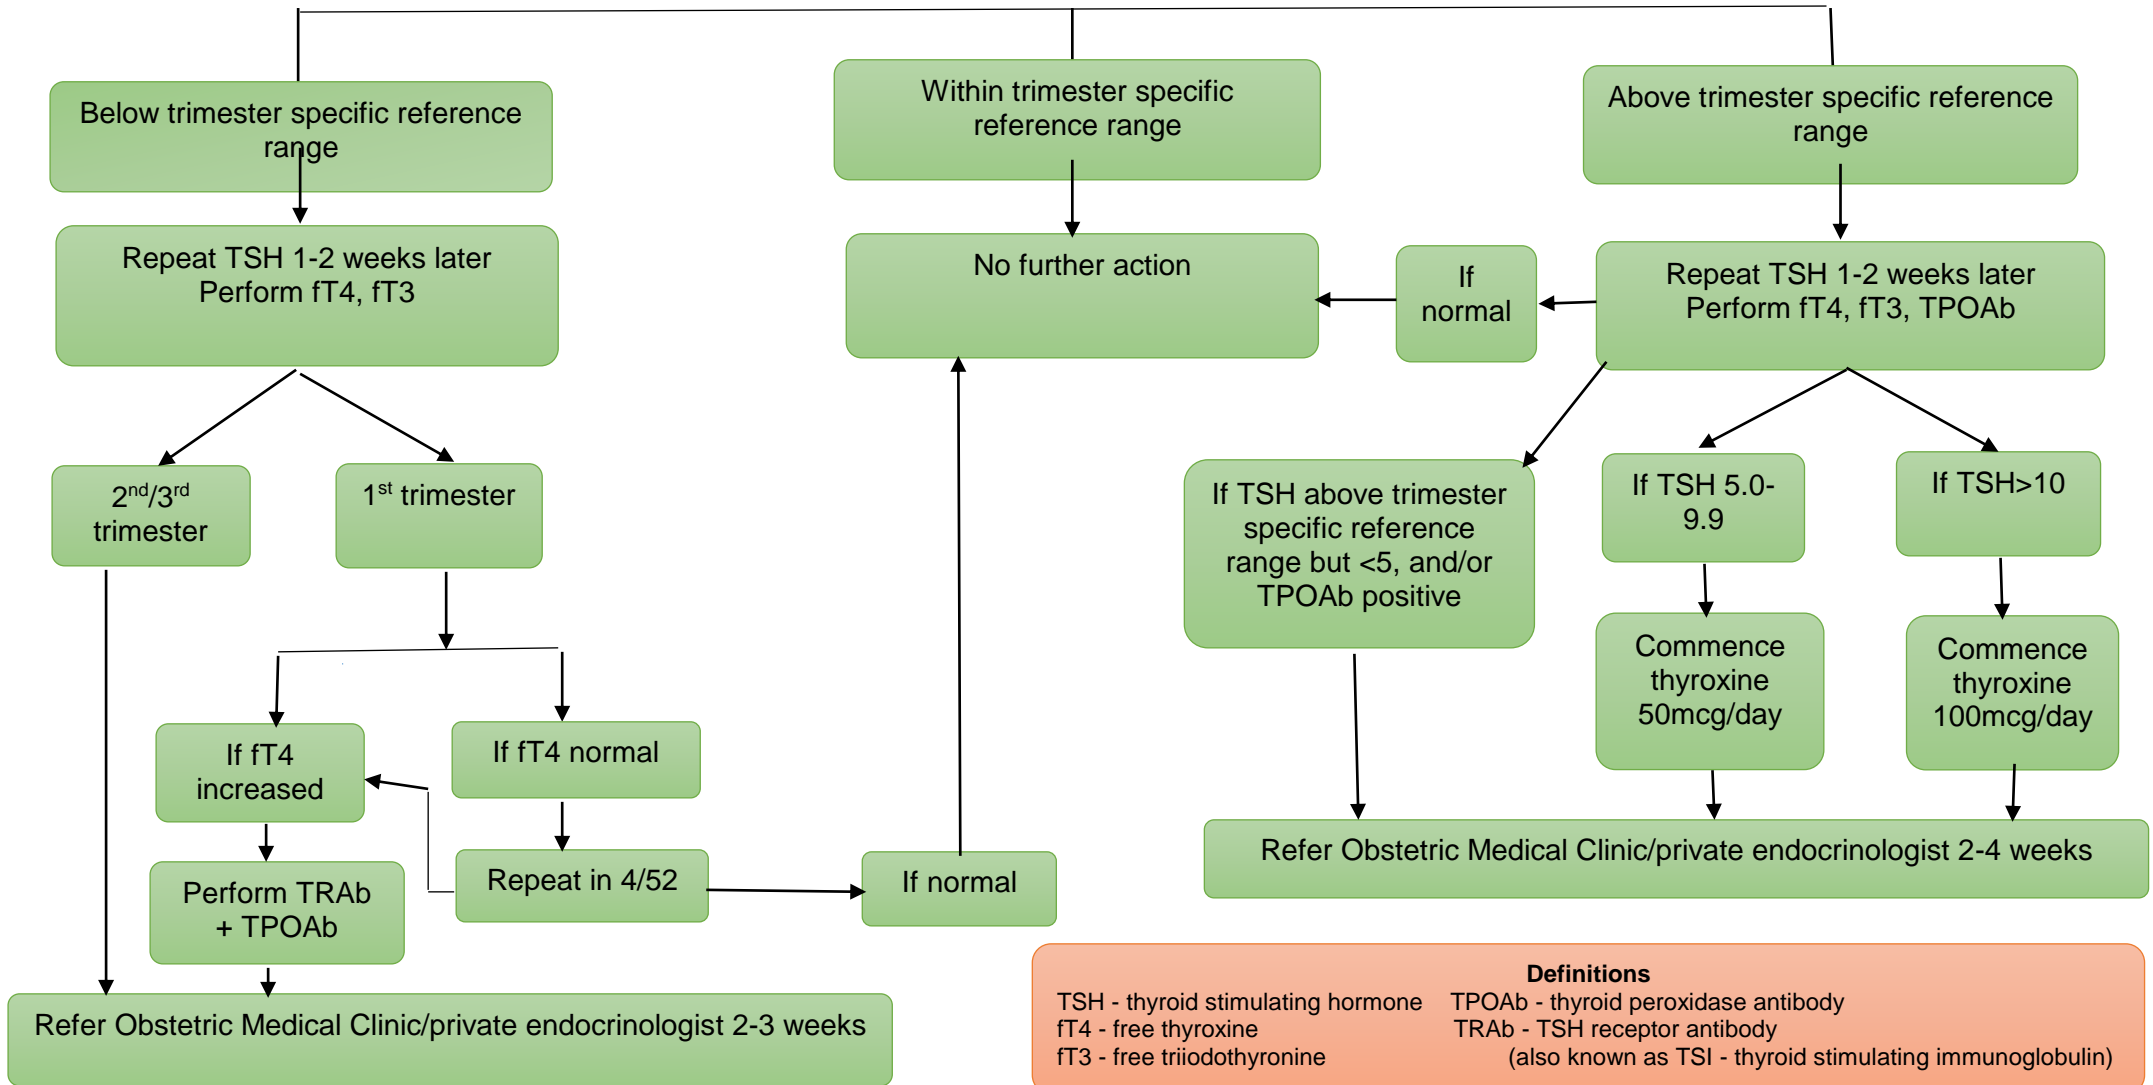 Below trimester specific reference
range
Within trimester specific
reference range
Above trimester specific reference
range
Repeat TSH 1-2 weeks later
Perform fT4, fT3
No further action
If
normal
Repeat TSH 1-2 weeks later
Perform fT4, fT3, TPOAb
2nd/3rd
trimester
1st trimester
If TSH above trimester
specific reference
range but <5, and/or
TPOAb positive
If TSH 5.0-
9.9
If TSH>10
Commence
thyroxine
50mcg/day
Commence
thyroxine
100mcg/day
If fT4
increased
If fT4 normal
Perform TRAb
+ TPOAb
Repeat in 4/52
If normal
Refer Obstetric Medical Clinic/private endocrinologist 2-4 weeks
Refer Obstetric Medical Clinic/private endocrinologist 2-3 weeks
Definitions
TSH - thyroid stimulating hormone TPOAb - thyroid peroxidase antibody
fT4 - free thyroxine TRAb - TSH receptor antibody
fT3 - free triiodothyronine (also known as TSI - thyroid stimulating immunoglobulin)